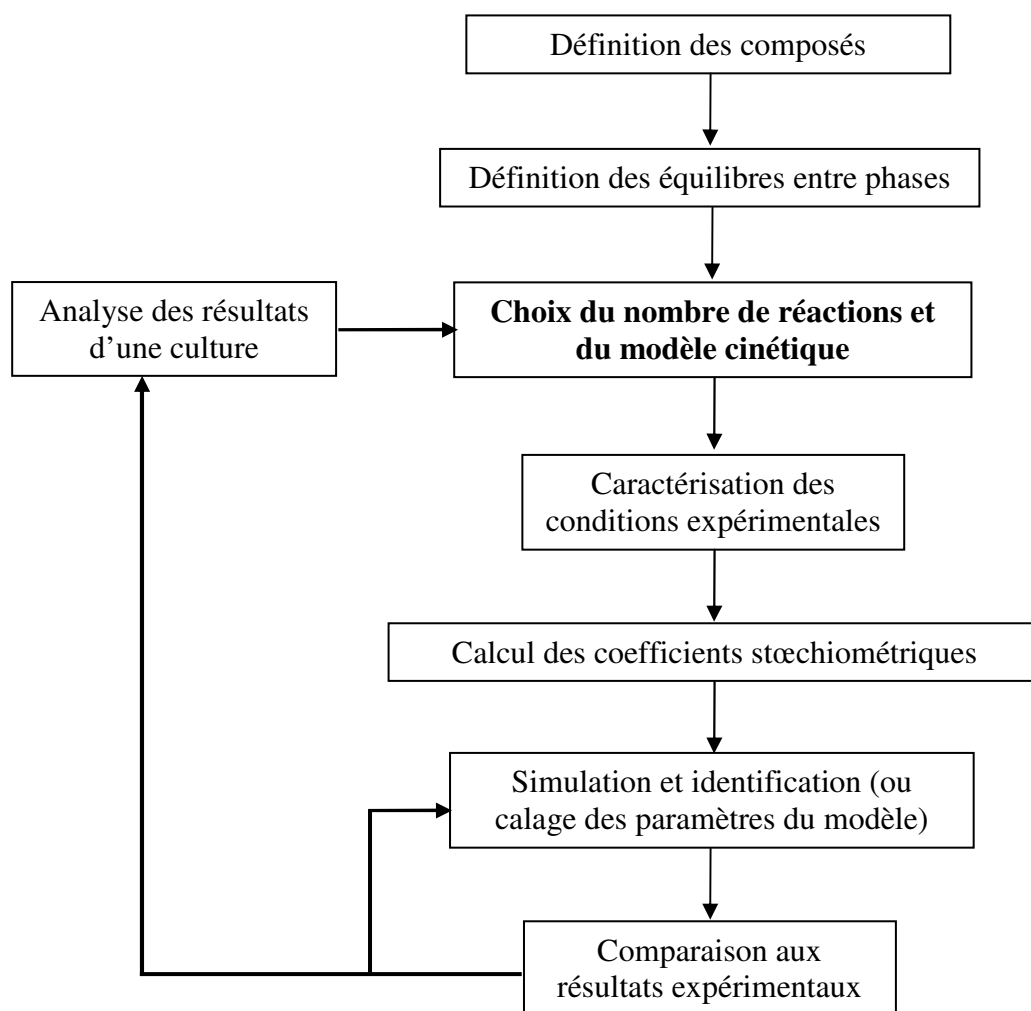 Définition des composés
Définition des équilibres entre phases
Analyse des résultats
d'une culture
Choix du nombre de réactions et
du modèle cinétique
Caractérisation des
conditions expérimentales
Calcul des coefficients stœchiométriques
Simulation et identification (ou
calage des paramètres du modèle)
Comparaison aux
résultats expérimentaux